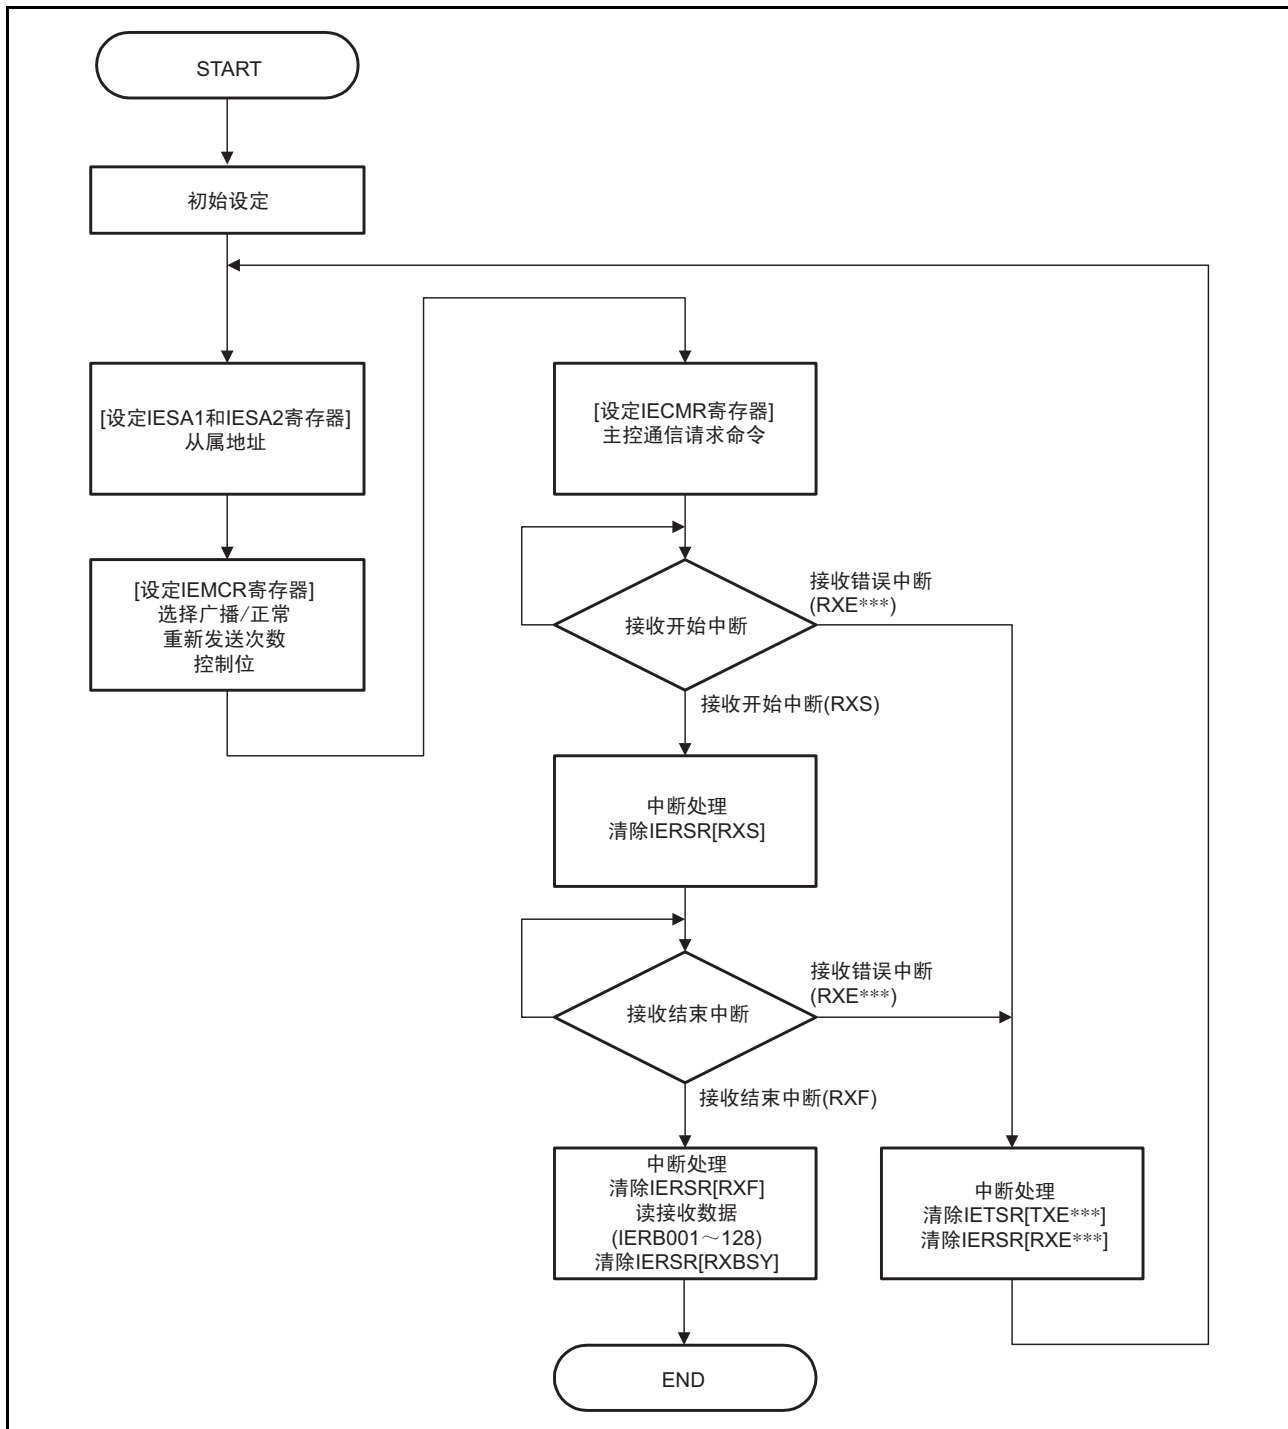 START
初始设定
[设定IESA1和IESA2寄存器]
从属地址
[设定IEMCR寄存器]
选择广播/正常
重新发送次数
控制位
[设定IECMR寄存器]
主控通信请求命令
接收开始中断
接收错误中断
(RXE***)
接收开始中断(RXS)
中断处理
清除IERSR[RXS]
接收结束中断
接收错误中断
(RXE***)
接收结束中断(RXF)
中断处理
清除IERSR[RXF]
读接收数据
(IERB001～128)
清除IERSR[RXBSY]
中断处理
清除IETSR[TXE***]
清除IERSR[RXE***]
END